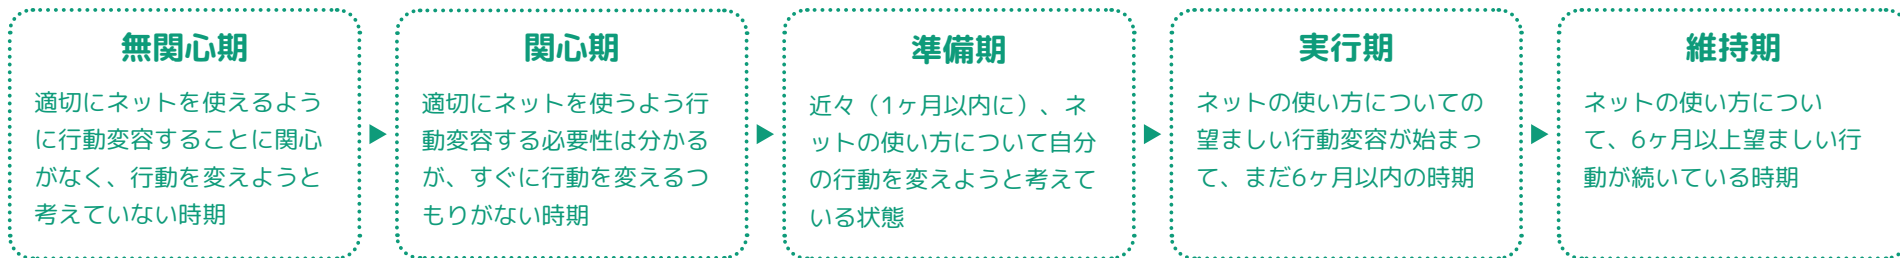 無関心期
適切にネットを使えるよう
に行動変容することに関心
がなく、行動を変えようと
考えていない時期
関心期
適切にネットを使うよう行
動変容する必要性は分かる
が、すぐに行動を変えるつ
もりがない時期
準備期
近々（1ヶ月以内に）、ネ
ットの使い方について自分
の行動を変えようと考えて
いる状態
実行期
ネットの使い方についての
望ましい行動変容が始まっ
て、まだ6ヶ月以内の時期
維持期
ネットの使い方につい
て、6ヶ月以上望ましい行
動が続いている時期